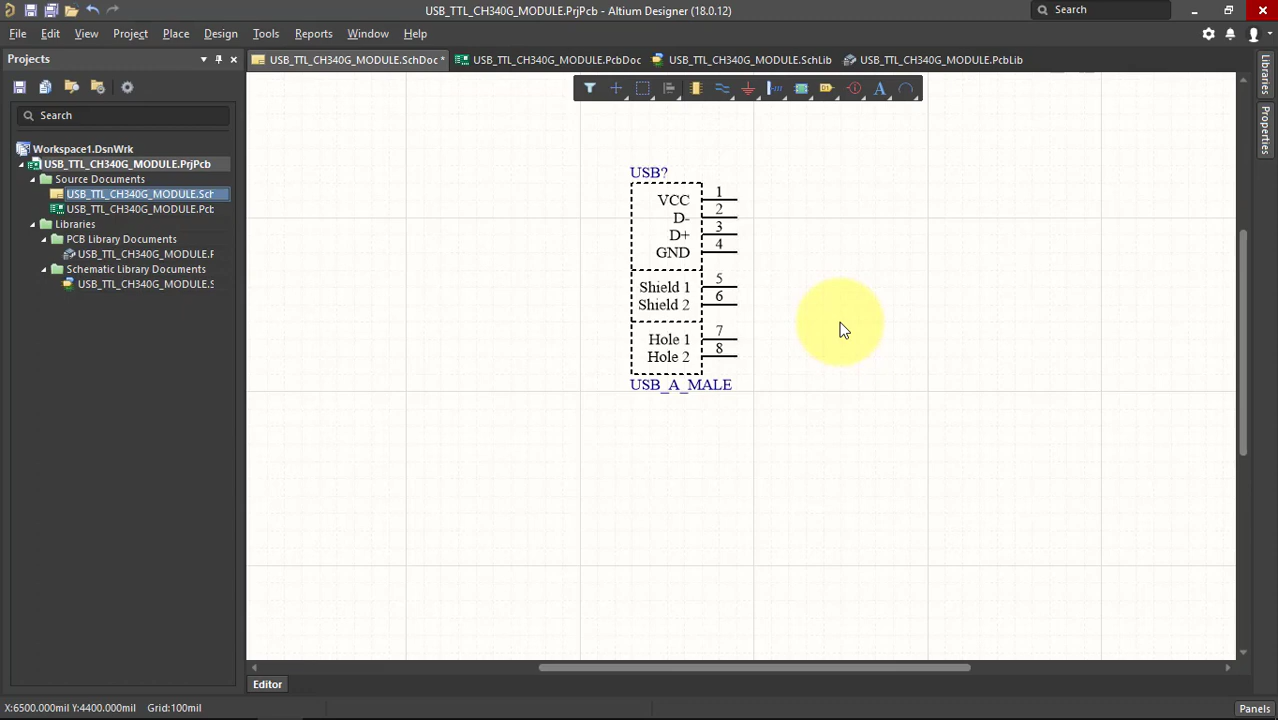 USB_TTL_CH340G_MODULE.PrjPcb - Altium Designer (18.0.12)
Search
File Edit View Project Place Design Tools Reports Window Help
Projects
USB_TTL_CH340G_MODULE.SchDoc *
USB_TTL_CH340G_MODULE.PcbDoc
USB_TTL_CH340G_MODULE.SchLib
USB_TTL_CH340G_MODULE.PcbLib
Search
Workspace1.DsnWrk
USB_TTL_CH340G_MODULE.PrjPcb
Source Documents
USB_TTL_CH340G_MODULE.Sch
USB_TTL_CH340G_MODULE.Pcb
Libraries
PCB Library Documents
USB_TTL_CH340G_MODULE.P
Schematic Library Documents
USB_TTL_CH340G_MODULE.S
USB?
VCC 1
D- 2
D+ 3
GND 4
Shield 1 5
Shield 2 6
Hole 1 7
Hole 2 8
USB_A_MALE
Libraries
Properties
Editor
X:6500.000mil Y:4400.000mil Grid:100mil
Panels